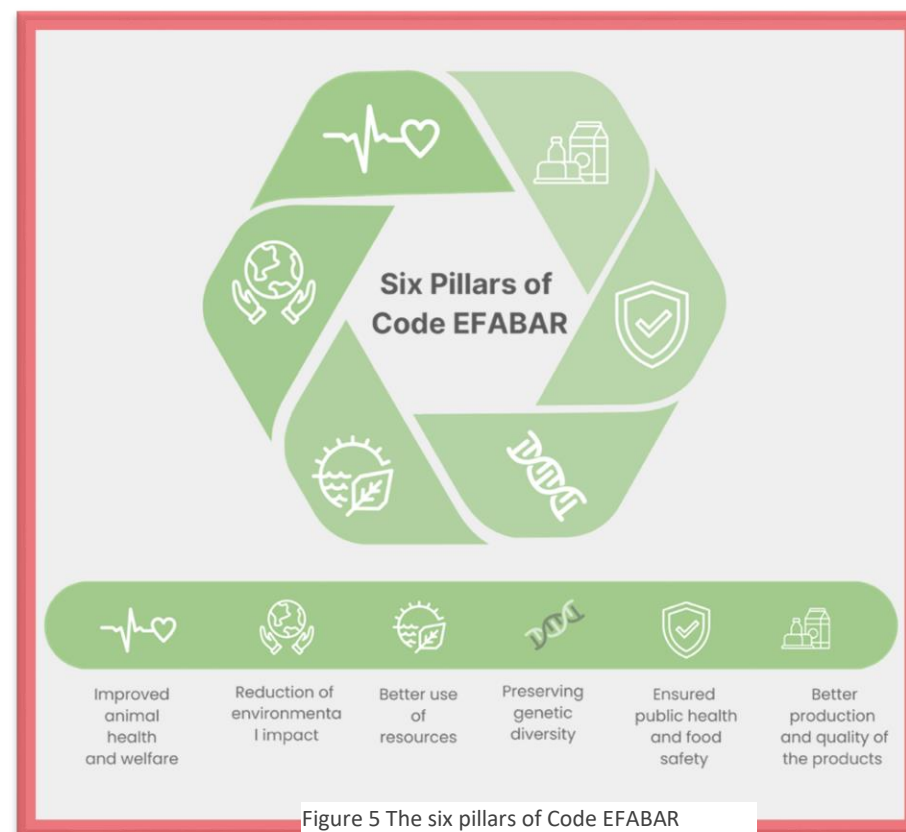 Six Pillars of
Code EFABAR
Improved
animal
health
and welfare
Reduction of
environmenta
l impact
Better use
of
resources
Preserving
genetic
diversity
Ensured
public health
and food
safety
Better
production
and quality of
the products
Figure 5 The six pillars of Code EFABAR